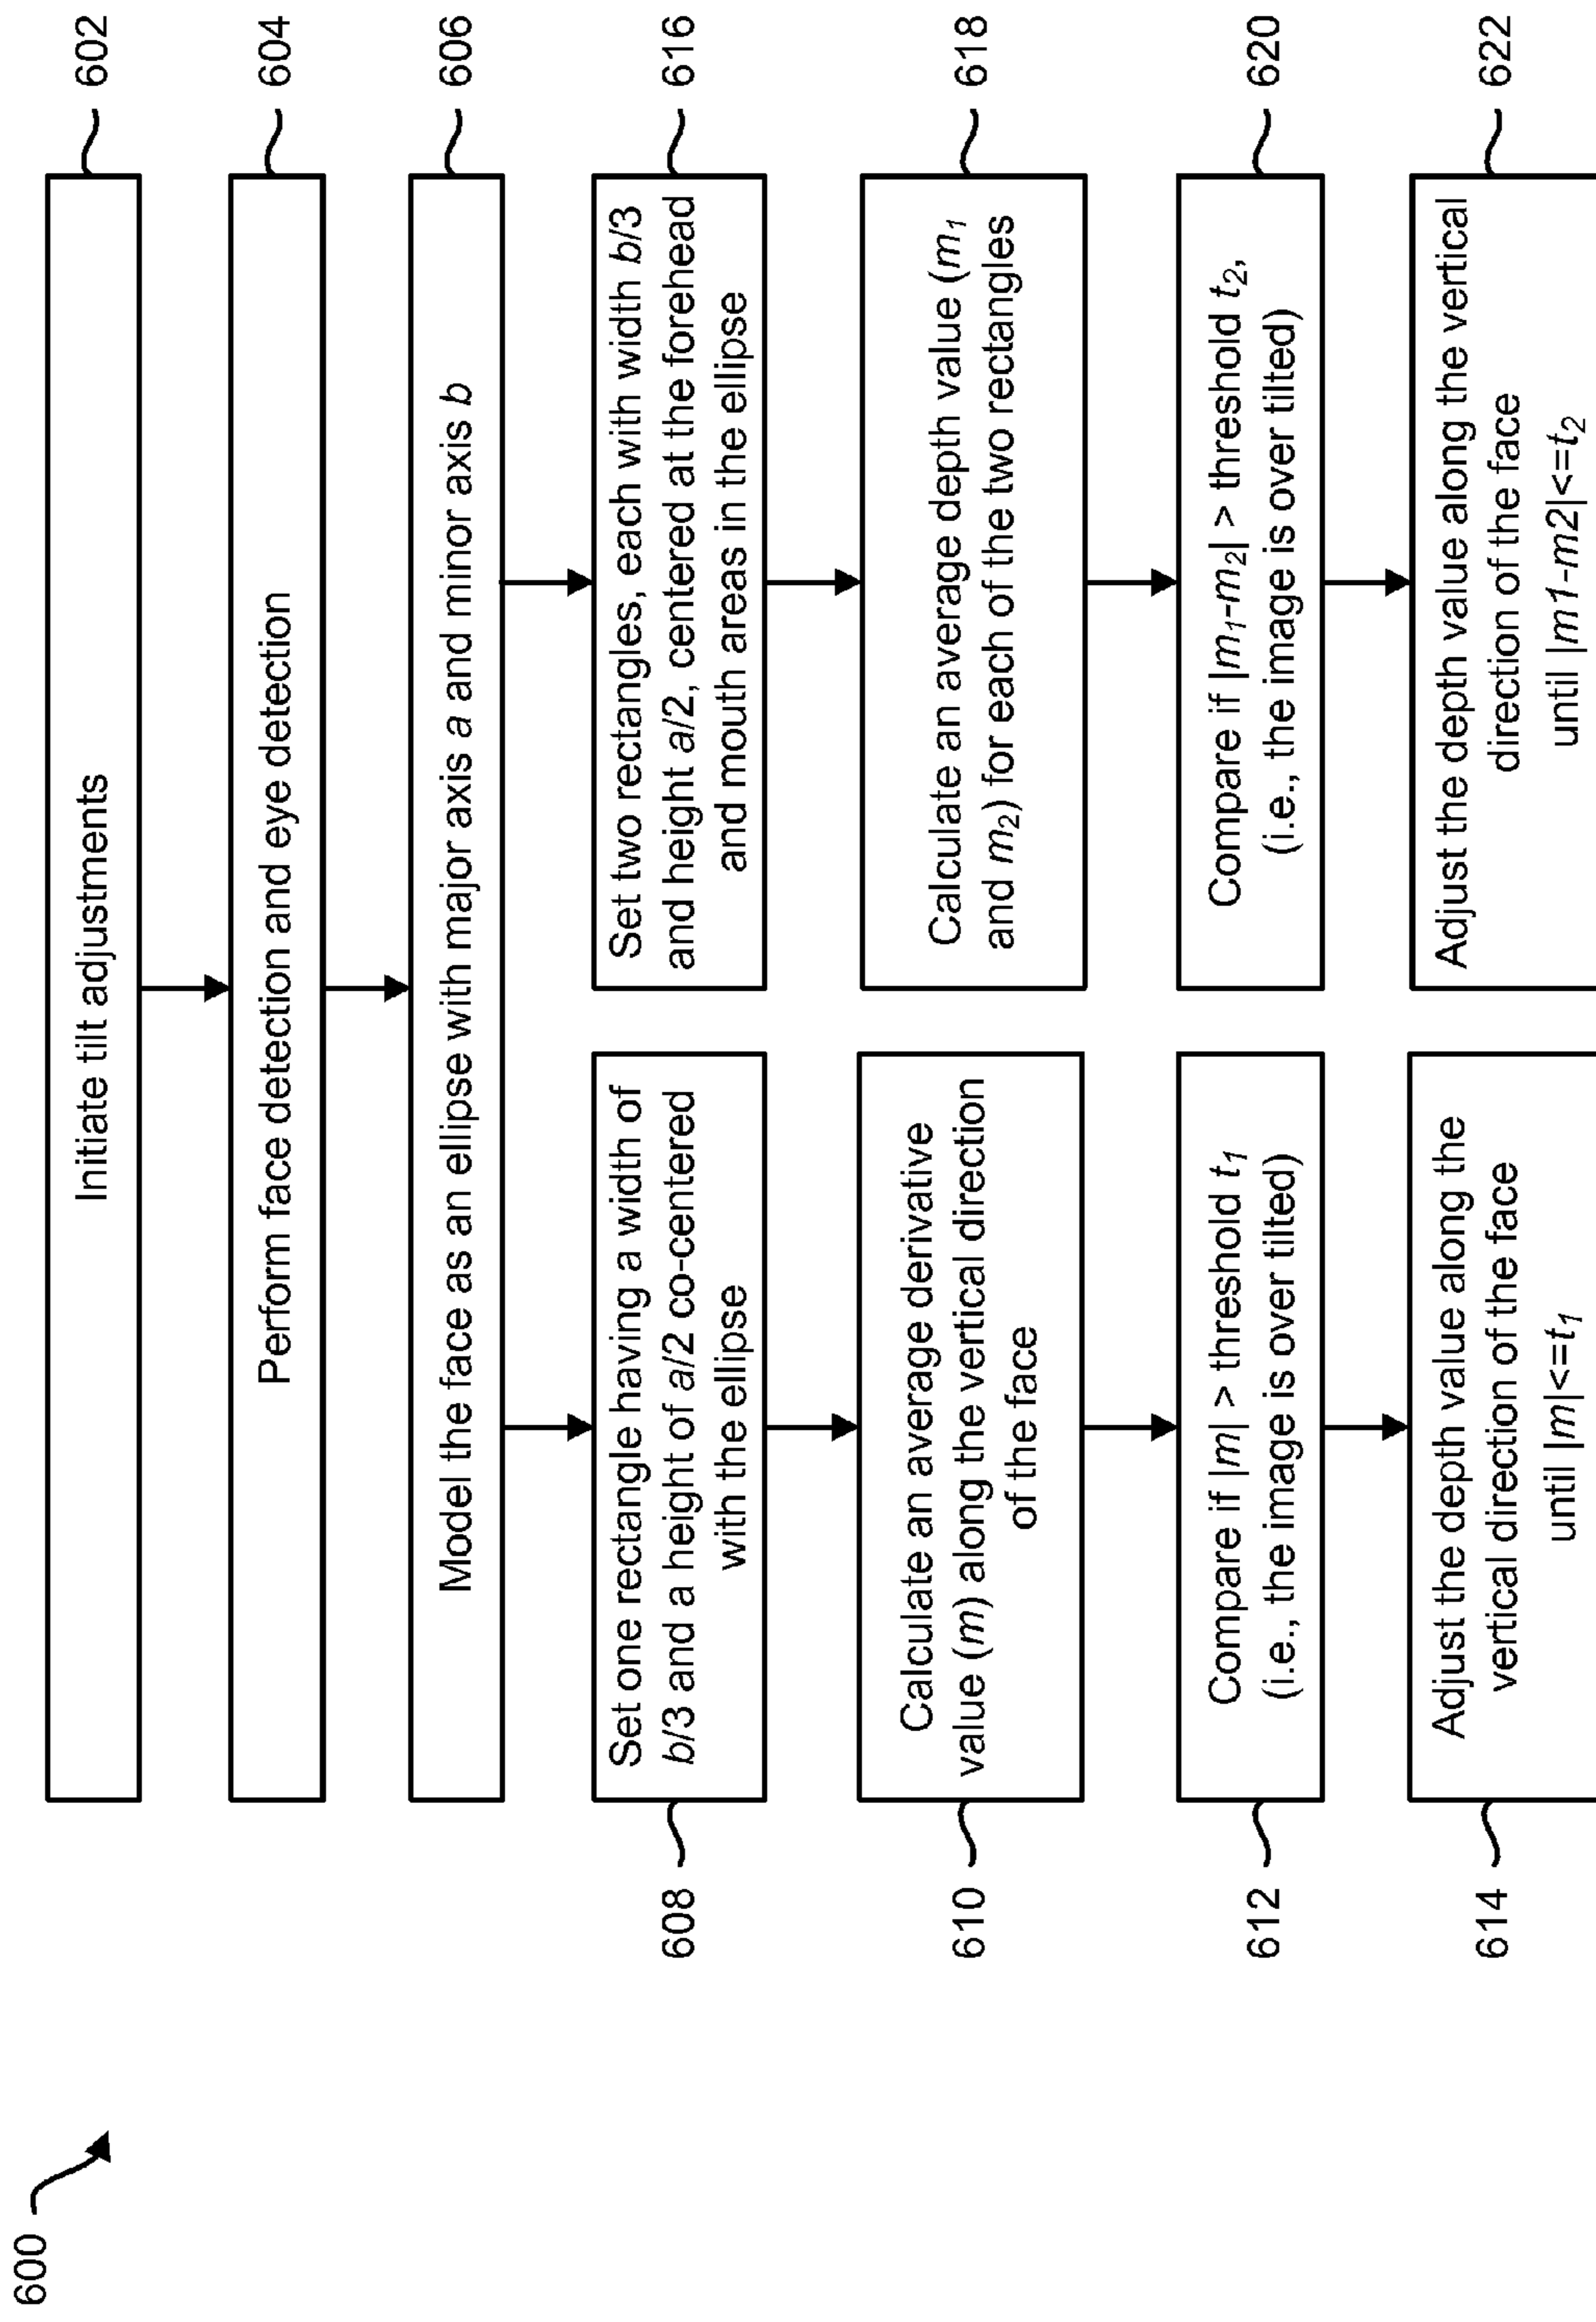 600
Initiate tilt adjustments
602
Perform face detection and eye detection
604
Model the face as an ellipse with major axis a and minor axis b
606
608
Set one rectangle having a width of
b/3 and a height of a/2 co-centered
with the ellipse
610
Calculate an average derivative
value (m) along the vertical direction
of the face
612
Compare if |m| > threshold t1
(i.e., the image is over tilted)
614
Adjust the depth value along the
vertical direction of the face
until |m|<=t1
Set two rectangles, each with width b/3
and height a/2, centered at the forehead
and mouth areas in the ellipse
616
Calculate an average depth value (m1
and m2) for each of the two rectangles
618
Compare if |m1-m2| > threshold t2,
(i.e., the image is over tilted)
620
Adjust the depth value along the vertical
direction of the face
until |m1-m2|<=t2
622